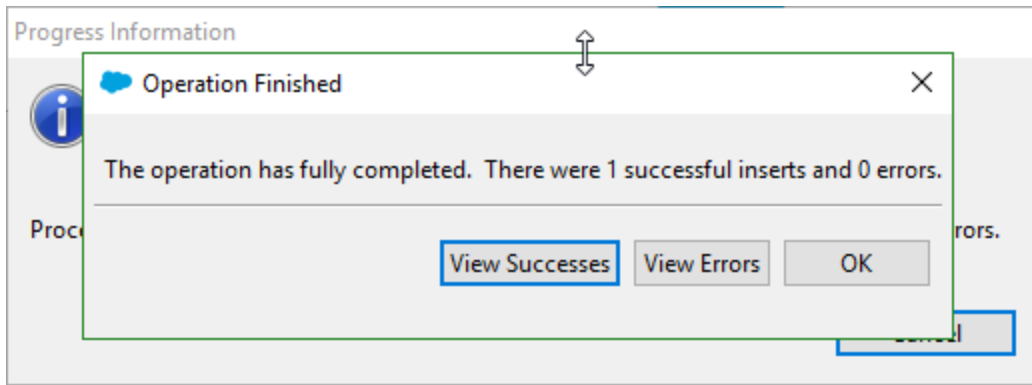 Progress Information
Operation Finished
The operation has fully completed.  There were 1 successful inserts and 0 errors.
View Successes
View Errors
OK